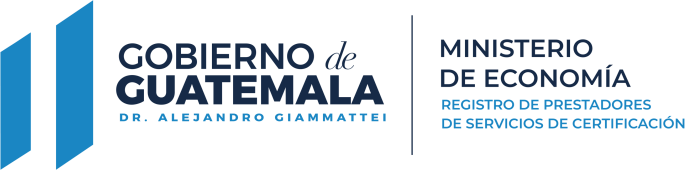 GOBIERNO de
GUATEMALA
DR. ALEJANDRO GIAMMATTEI
MINISTERIO
DE ECONOMÍA
REGISTRO DE PRESTADORES
DE SERVICIOS DE CERTIFICACIÓN